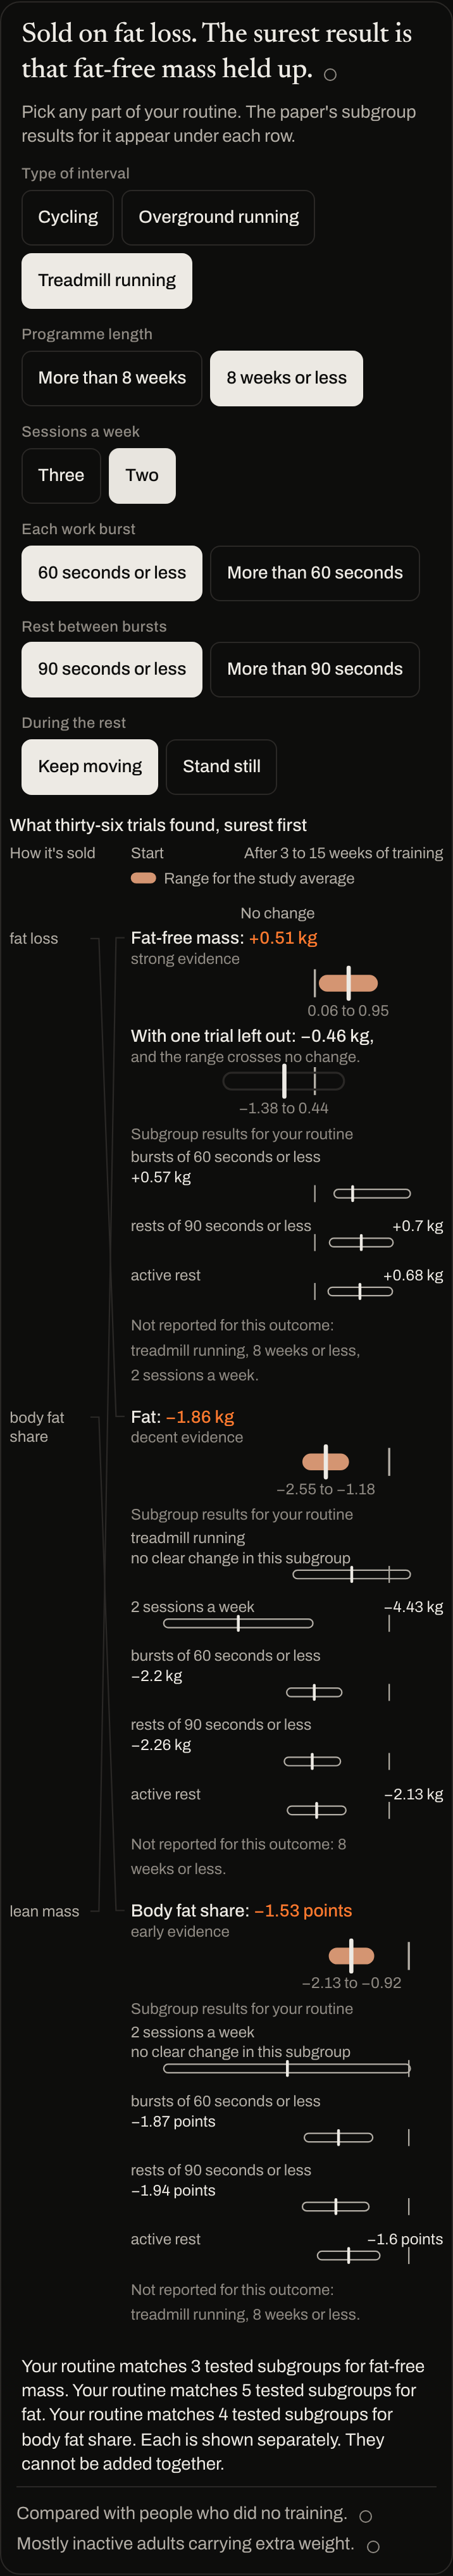 Sold on fat loss. The surest result is
that fat-free mass held up.
Pick any part of your routine. The paper's subgroup
results for it appear under each row.
Type of interval
Cycling
Overground running
Treadmill running
Programme length
More than 8 weeks
8 weeks or less
Sessions a week
Three
Two
Each work burst
60 seconds or less
More than 60 seconds
Rest between bursts
90 seconds or less
More than 90 seconds
During the rest
Keep moving
Stand still
What thirty-six trials found, surest first
How it's sold
Start
After 3 to 15 weeks of training
Range for the study average
No change
fat loss
Fat-free mass: +0.51 kg
strong evidence
0.06 to 0.95
With one trial left out: −0.46 kg,
and the range crosses no change.
−1.38 to 0.44
Subgroup results for your routine
bursts of 60 seconds or less
+0.57 kg
rests of 90 seconds or less
+0.7 kg
active rest
+0.68 kg
Not reported for this outcome:
treadmill running, 8 weeks or less,
2 sessions a week.
body fat
share
Fat: −1.86 kg
decent evidence
−2.55 to −1.18
Subgroup results for your routine
treadmill running
no clear change in this subgroup
2 sessions a week
−4.43 kg
bursts of 60 seconds or less
−2.2 kg
rests of 90 seconds or less
−2.26 kg
active rest
−2.13 kg
Not reported for this outcome: 8
weeks or less.
lean mass
Body fat share: −1.53 points
early evidence
−2.13 to −0.92
Subgroup results for your routine
2 sessions a week
no clear change in this subgroup
bursts of 60 seconds or less
−1.87 points
rests of 90 seconds or less
−1.94 points
active rest
−1.6 points
Not reported for this outcome:
treadmill running, 8 weeks or less.
Your routine matches 3 tested subgroups for fat-free
mass. Your routine matches 5 tested subgroups for
fat. Your routine matches 4 tested subgroups for
body fat share. Each is shown separately. They
cannot be added together.
Compared with people who did no training.
Mostly inactive adults carrying extra weight.